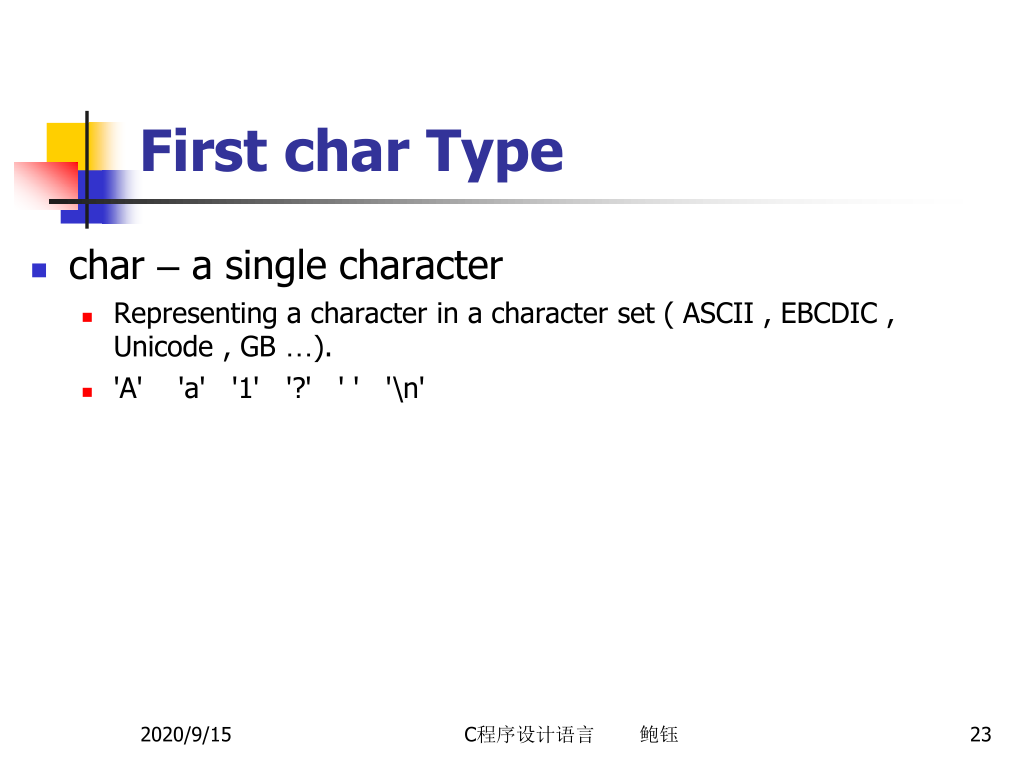 First char Type
char – a single character
Representing a character in a character set ( ASCII , EBCDIC ,
Unicode , GB …).
'A' 'a' '1' '?' ' ' '\n'
2020/9/15 C程序设计语言 鲍钰 23